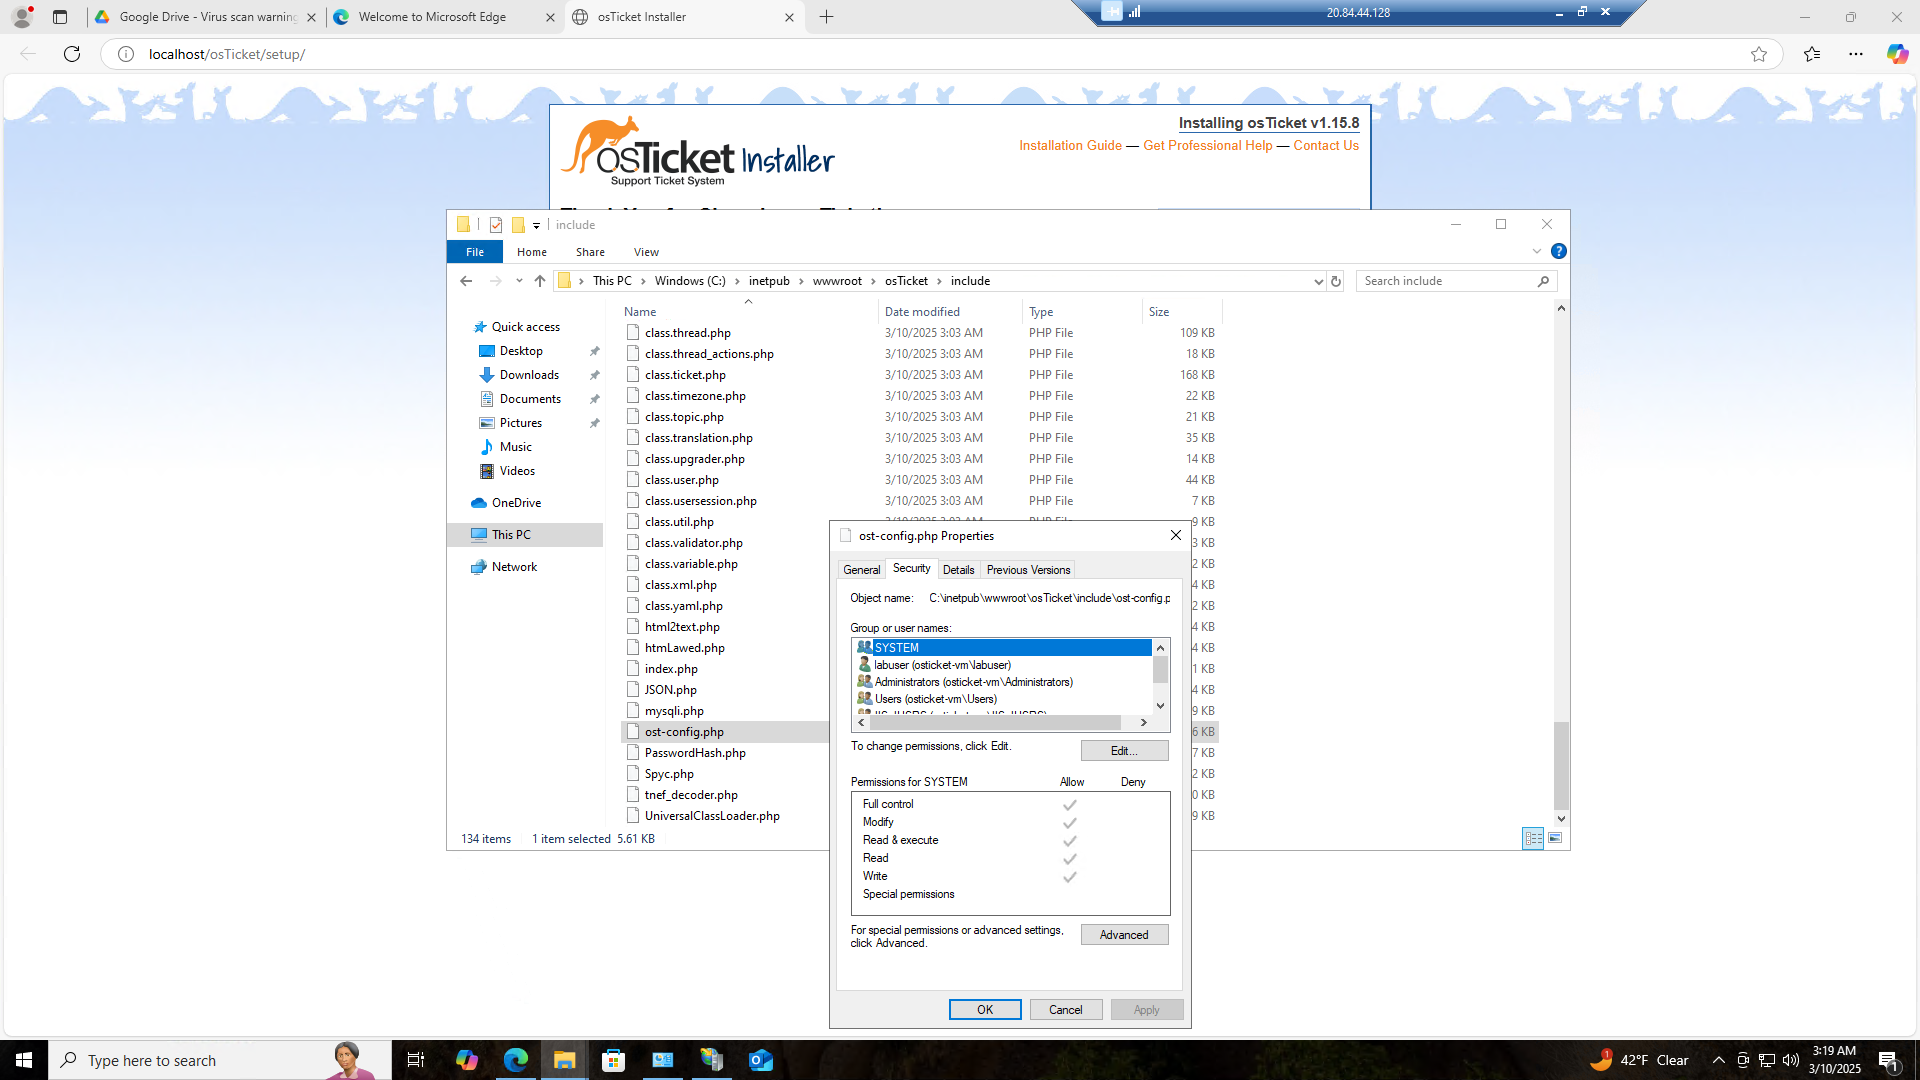 Google Drive - Virus scan warning
Welcome to Microsoft Edge
osTicket Installer
20.84.44.128
localhost/osTicket/setup/
osTicket Installer
Support Ticket System
Installing osTicket v1.15.8
Installation Guide — Get Professional Help — Contact Us
include
File
Home
Share
View
This PC
Windows (C:)
inetpub
wwwroot
osTicket
include
Search include
Name
Date modified
Type
Size
Quick access
Desktop
Downloads
Documents
Pictures
Music
Videos
OneDrive
This PC
Network
class.thread.php 3/10/2025 3:03 AM PHP File 109 KB
class.thread_actions.php 3/10/2025 3:03 AM PHP File 18 KB
class.ticket.php 3/10/2025 3:03 AM PHP File 168 KB
class.timezone.php 3/10/2025 3:03 AM PHP File 22 KB
class.topic.php 3/10/2025 3:03 AM PHP File 21 KB
class.translation.php 3/10/2025 3:03 AM PHP File 35 KB
class.upgrader.php 3/10/2025 3:03 AM PHP File 14 KB
class.user.php 3/10/2025 3:03 AM PHP File 44 KB
class.usersession.php 3/10/2025 3:03 AM PHP File 7 KB
class.util.php 9 KB
class.validator.php 3 KB
class.variable.php 2 KB
class.xml.php 4 KB
class.yaml.php 2 KB
html2text.php 4 KB
htmLawed.php 4 KB
index.php 1 KB
JSON.php 4 KB
mysqli.php 9 KB
ost-config.php 6 KB
PasswordHash.php 7 KB
Spyc.php 2 KB
tnef_decoder.php 0 KB
UniversalClassLoader.php 9 KB
134 items
1 item selected 5.61 KB
ost-config.php Properties
General
Security
Details
Previous Versions
Object name: C:\inetpub\wwwroot\osTicket\include\ost-config.p
Group or user names:
SYSTEM
labuser (osticket-vm\labuser)
Administrators (osticket-vm\Administrators)
Users (osticket-vm\Users)
To change permissions, click Edit.
Edit...
Permissions for SYSTEM
Allow
Deny
Full control
Modify
Read & execute
Read
Write
Special permissions
For special permissions or advanced settings,
click Advanced.
Advanced
OK
Cancel
Apply
Type here to search
1
42°F Clear
3:19 AM
3/10/2025
1